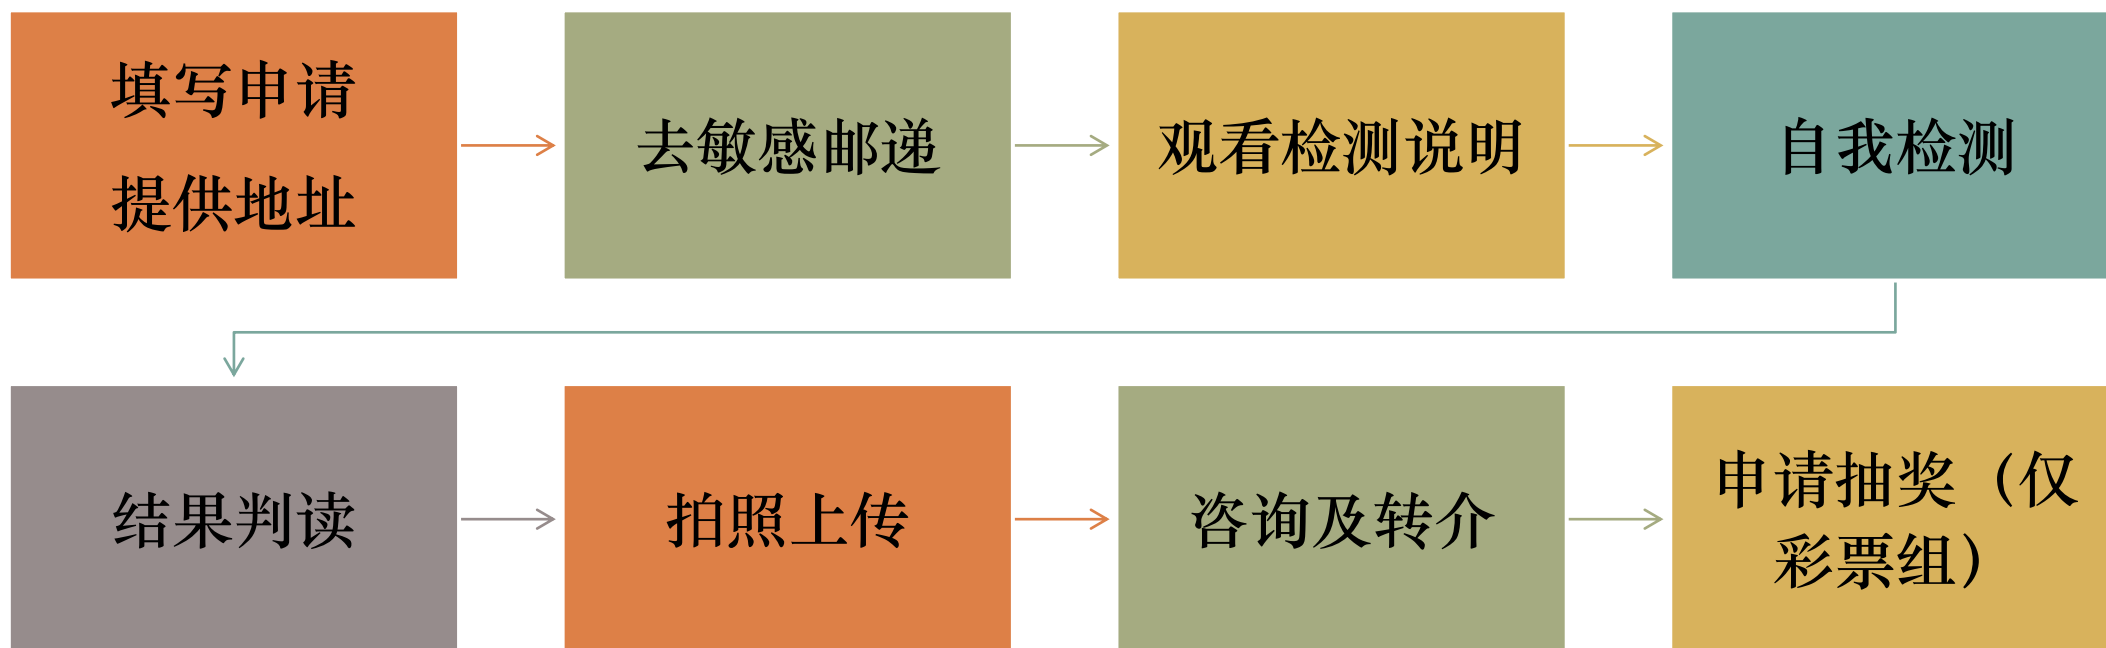 填写申请
提供地址
去敏感邮递
观看检测说明
自我检测
结果判读
拍照上传
咨询及转介
申请抽奖（仅
彩票组）